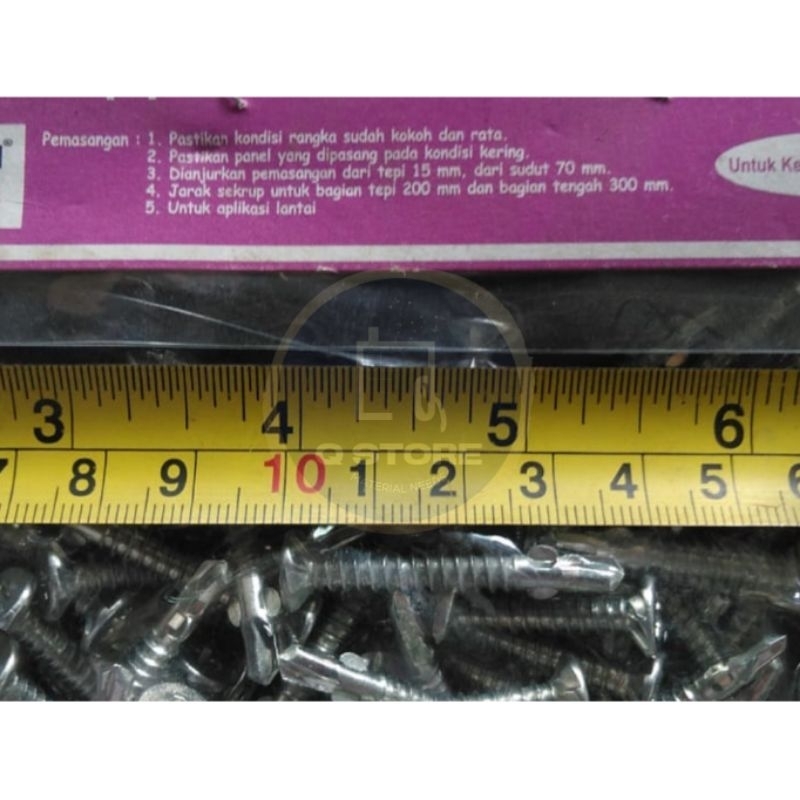 Pemasangan : 1. Pastikan kondisi rangka sudah kokoh dan rata.
2. Pastikan panel yang dipasang pada kondisi kering.
3. Dianjurkan pemasangan dari tepi 15 mm, dari sudut 70 mm.
4. Jarak sekrup untuk bagian tepi 200 mm dan bagian tengah 300 mm.
5. Untuk aplikasi lantai
Untuk Ke
3 4 5 6
7 8 9 10 1 2 3 4 5 6
Q STORE